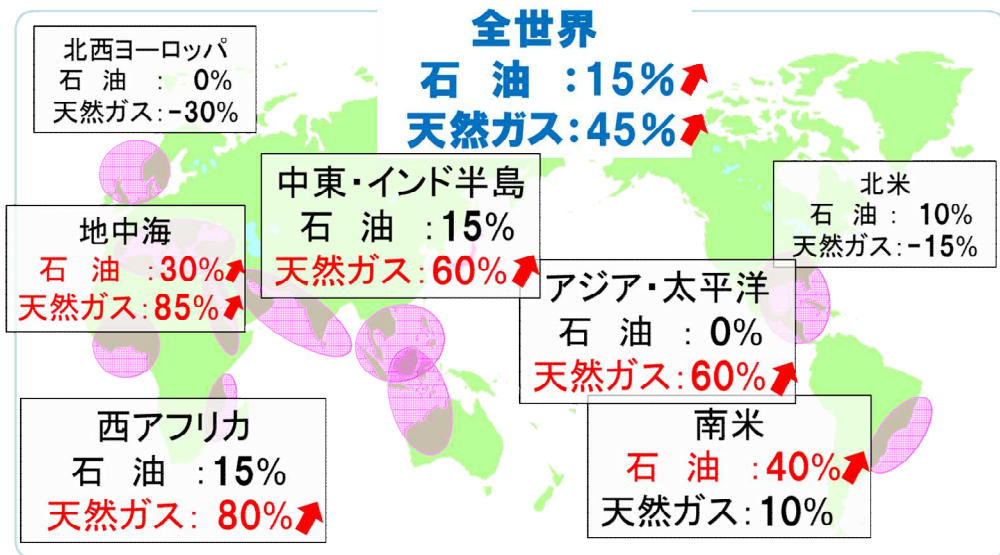 全世界
石 油 :15%
天然ガス:45%
北西ヨーロッパ
石 油 : 0%
天然ガス:-30%
中東・インド半島
石 油 :15%
天然ガス:60%
北米
石 油 : 10%
天然ガス:-15%
地中海
石 油 :30%
天然ガス:85%
アジア・太平洋
石 油 : 0%
天然ガス:60%
西アフリカ
石 油 :15%
天然ガス: 80%
南米
石 油 :40%
天然ガス:10%